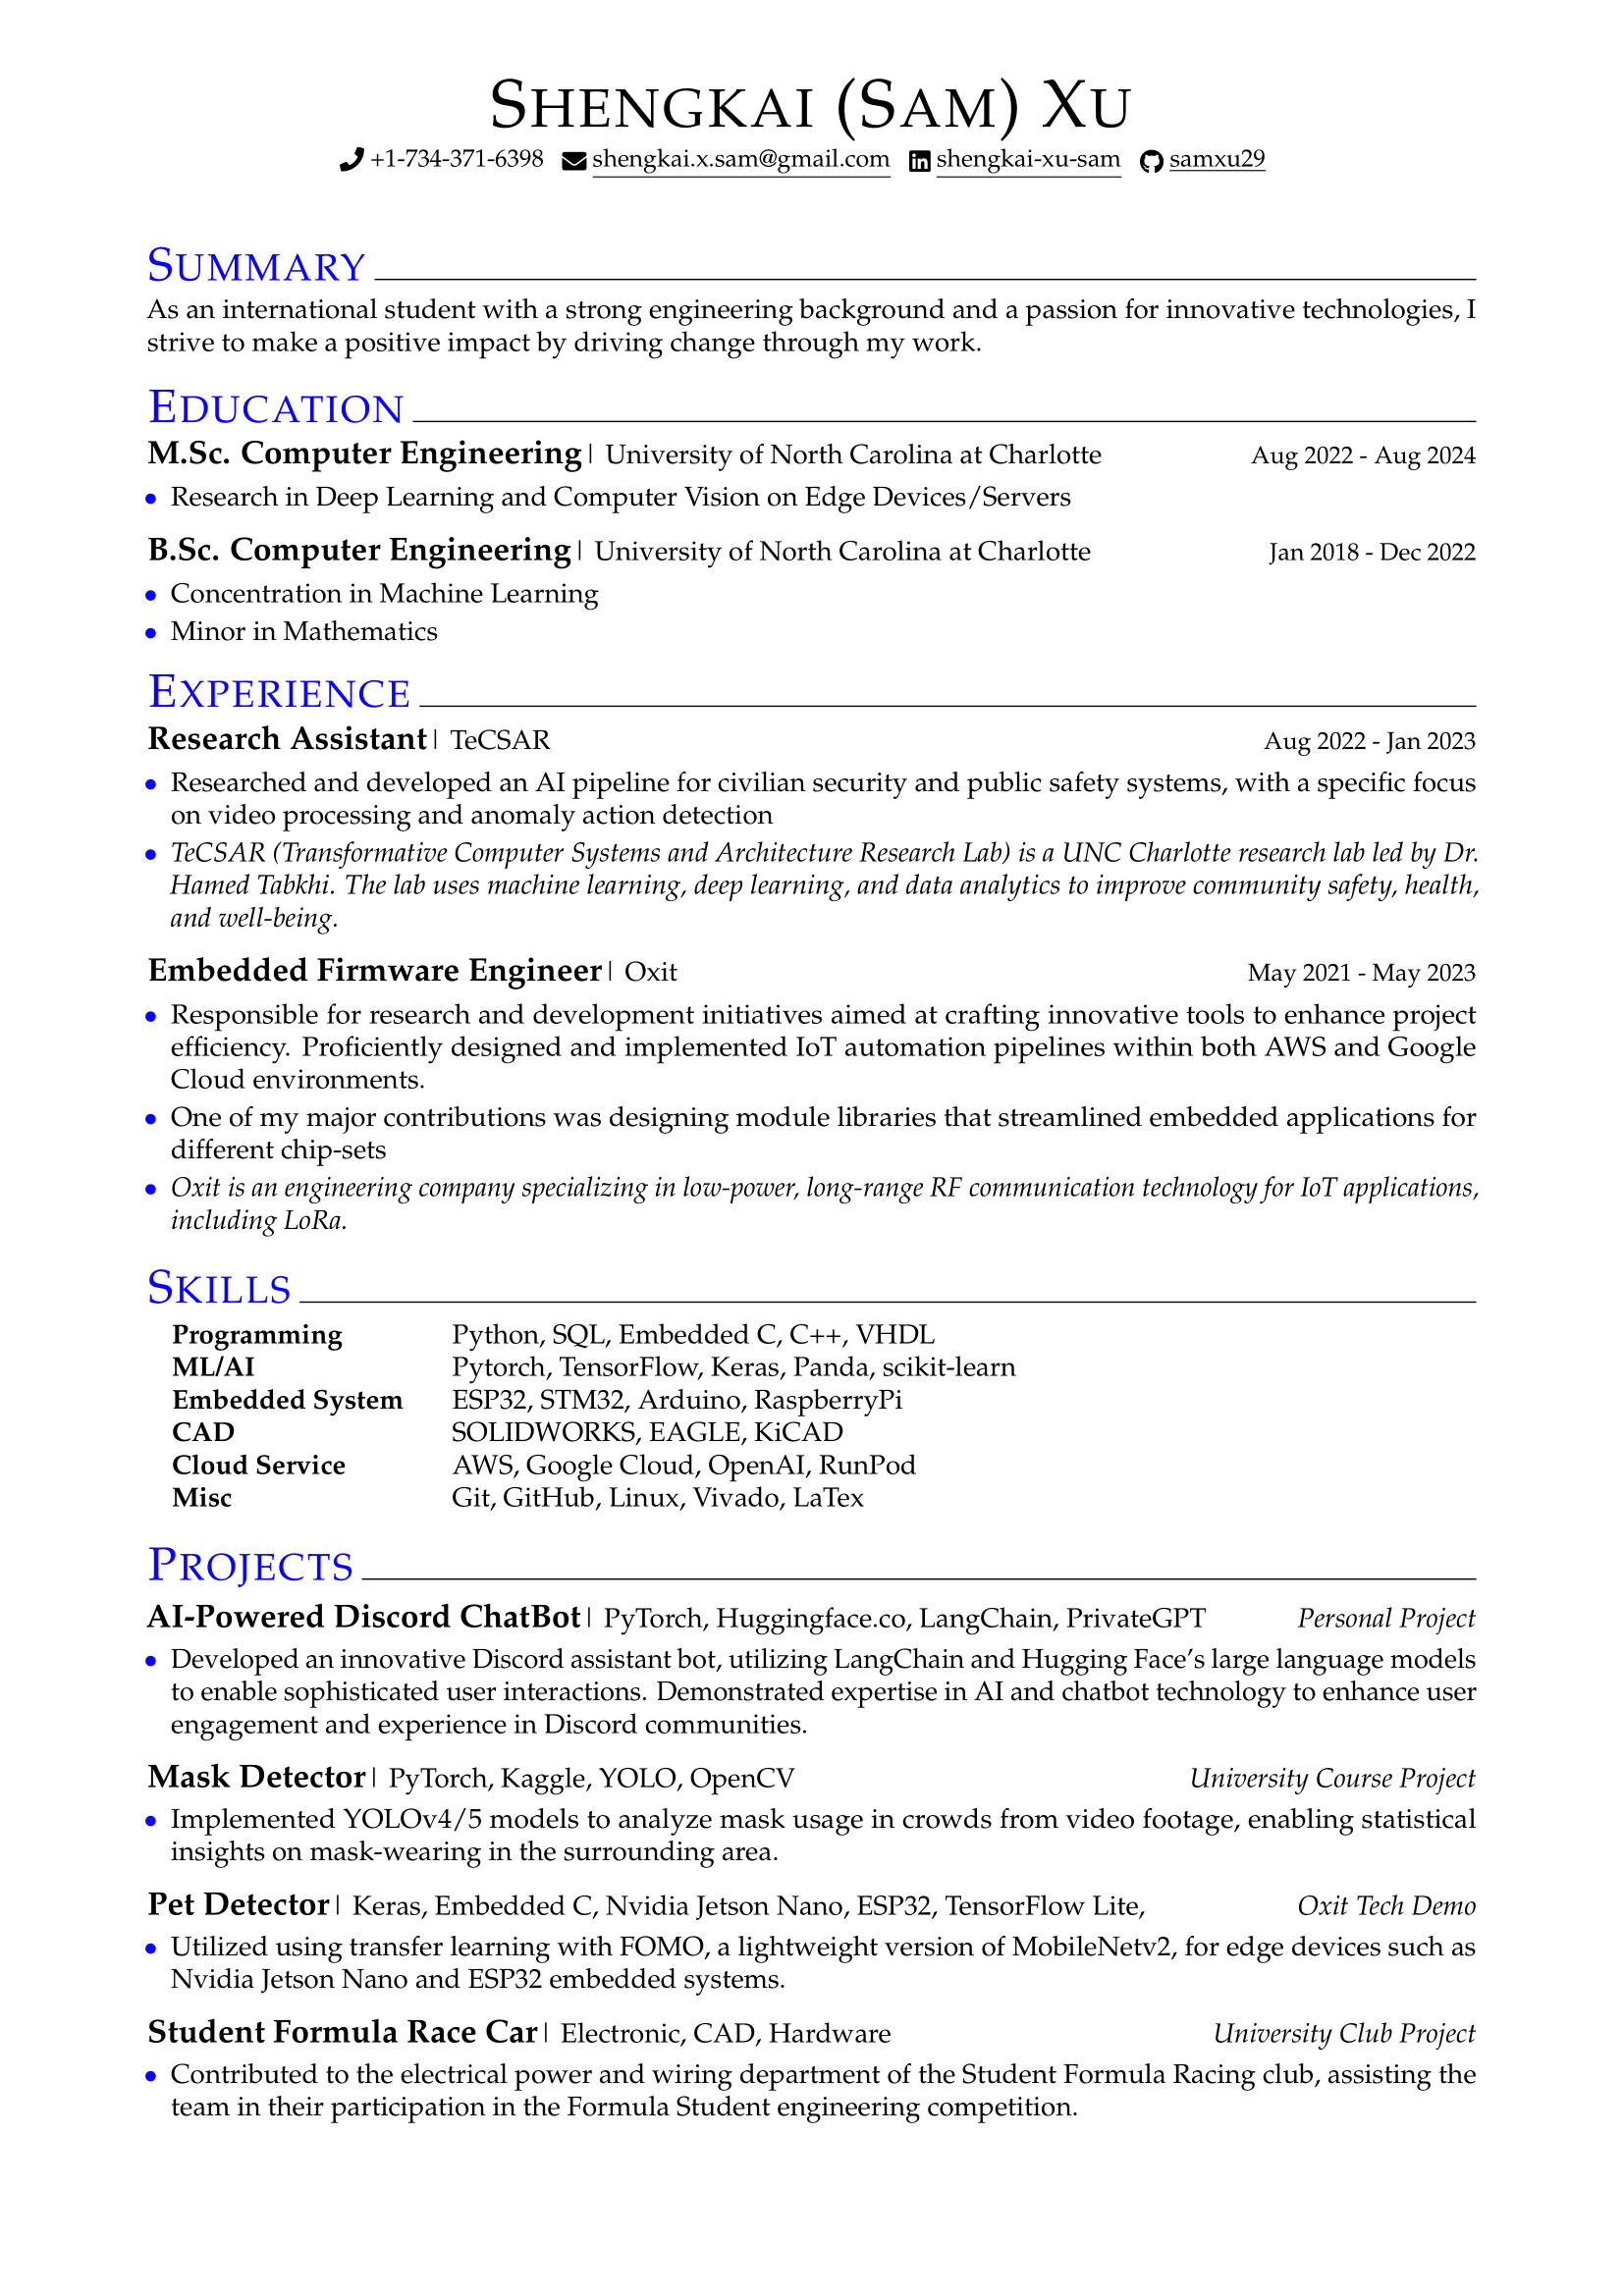 Shengkai (Sam) Xu
+1-734-371-6398 shengkai.x.sam@gmail.com shengkai-xu-sam samxu29
Summary
As an international student with a strong engineering background and a passion for innovative technologies, I
strive to make a positive impact by driving change through my work.
Education
M.Sc. Computer Engineering | University of North Carolina at Charlotte Aug 2022 - Aug 2024
• Research in Deep Learning and Computer Vision on Edge Devices/Servers
B.Sc. Computer Engineering | University of North Carolina at Charlotte Jan 2018 - Dec 2022
• Concentration in Machine Learning
• Minor in Mathematics
Experience
Research Assistant | TeCSAR Aug 2022 - Jan 2023
• Researched and developed an AI pipeline for civilian security and public safety systems, with a specific focus
on video processing and anomaly action detection
• TeCSAR (Transformative Computer Systems and Architecture Research Lab) is a UNC Charlotte research lab led by Dr.
Hamed Tabkhi. The lab uses machine learning, deep learning, and data analytics to improve community safety, health,
and well-being.
Embedded Firmware Engineer | Oxit May 2021 - May 2023
• Responsible for research and development initiatives aimed at crafting innovative tools to enhance project
efficiency. Proficiently designed and implemented IoT automation pipelines within both AWS and Google
Cloud environments.
• One of my major contributions was designing module libraries that streamlined embedded applications for
different chip-sets
• Oxit is an engineering company specializing in low-power, long-range RF communication technology for IoT applications,
including LoRa.
Skills
Programming Python, SQL, Embedded C, C++, VHDL
ML/AI Pytorch, TensorFlow, Keras, Panda, scikit-learn
Embedded System ESP32, STM32, Arduino, RaspberryPi
CAD SOLIDWORKS, EAGLE, KiCAD
Cloud Service AWS, Google Cloud, OpenAI, RunPod
Misc Git, GitHub, Linux, Vivado, LaTex
Projects
AI-Powered Discord ChatBot | PyTorch, Huggingface.co, LangChain, PrivateGPT Personal Project
• Developed an innovative Discord assistant bot, utilizing LangChain and Hugging Face's large language models
to enable sophisticated user interactions. Demonstrated expertise in AI and chatbot technology to enhance user
engagement and experience in Discord communities.
Mask Detector | PyTorch, Kaggle, YOLO, OpenCV University Course Project
• Implemented YOLOv4/5 models to analyze mask usage in crowds from video footage, enabling statistical
insights on mask-wearing in the surrounding area.
Pet Detector | Keras, Embedded C, Nvidia Jetson Nano, ESP32, TensorFlow Lite, Oxit Tech Demo
• Utilized using transfer learning with FOMO, a lightweight version of MobileNetv2, for edge devices such as
Nvidia Jetson Nano and ESP32 embedded systems.
Student Formula Race Car | Electronic, CAD, Hardware University Club Project
• Contributed to the electrical power and wiring department of the Student Formula Racing club, assisting the
team in their participation in the Formula Student engineering competition.